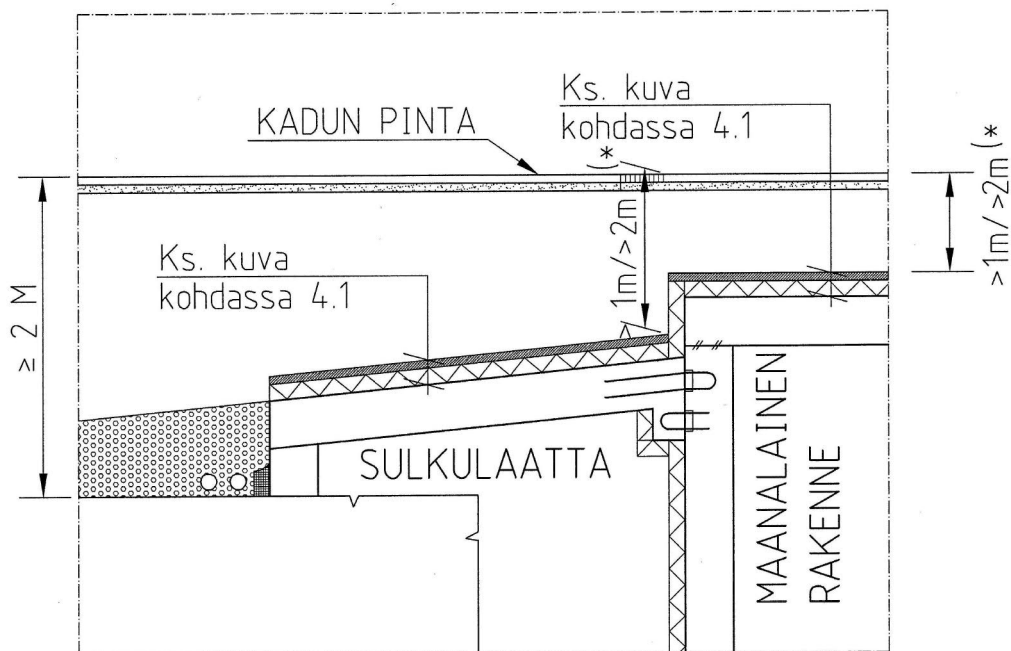 KADUN PINTA
Ks. kuva
kohdassa 4.1
>1m/>2m (*
>1m/>2m (*
Ks. kuva
kohdassa 4.1
≥ 2 M
SULKULAATTA
MAANALAINEN
RAKENNE